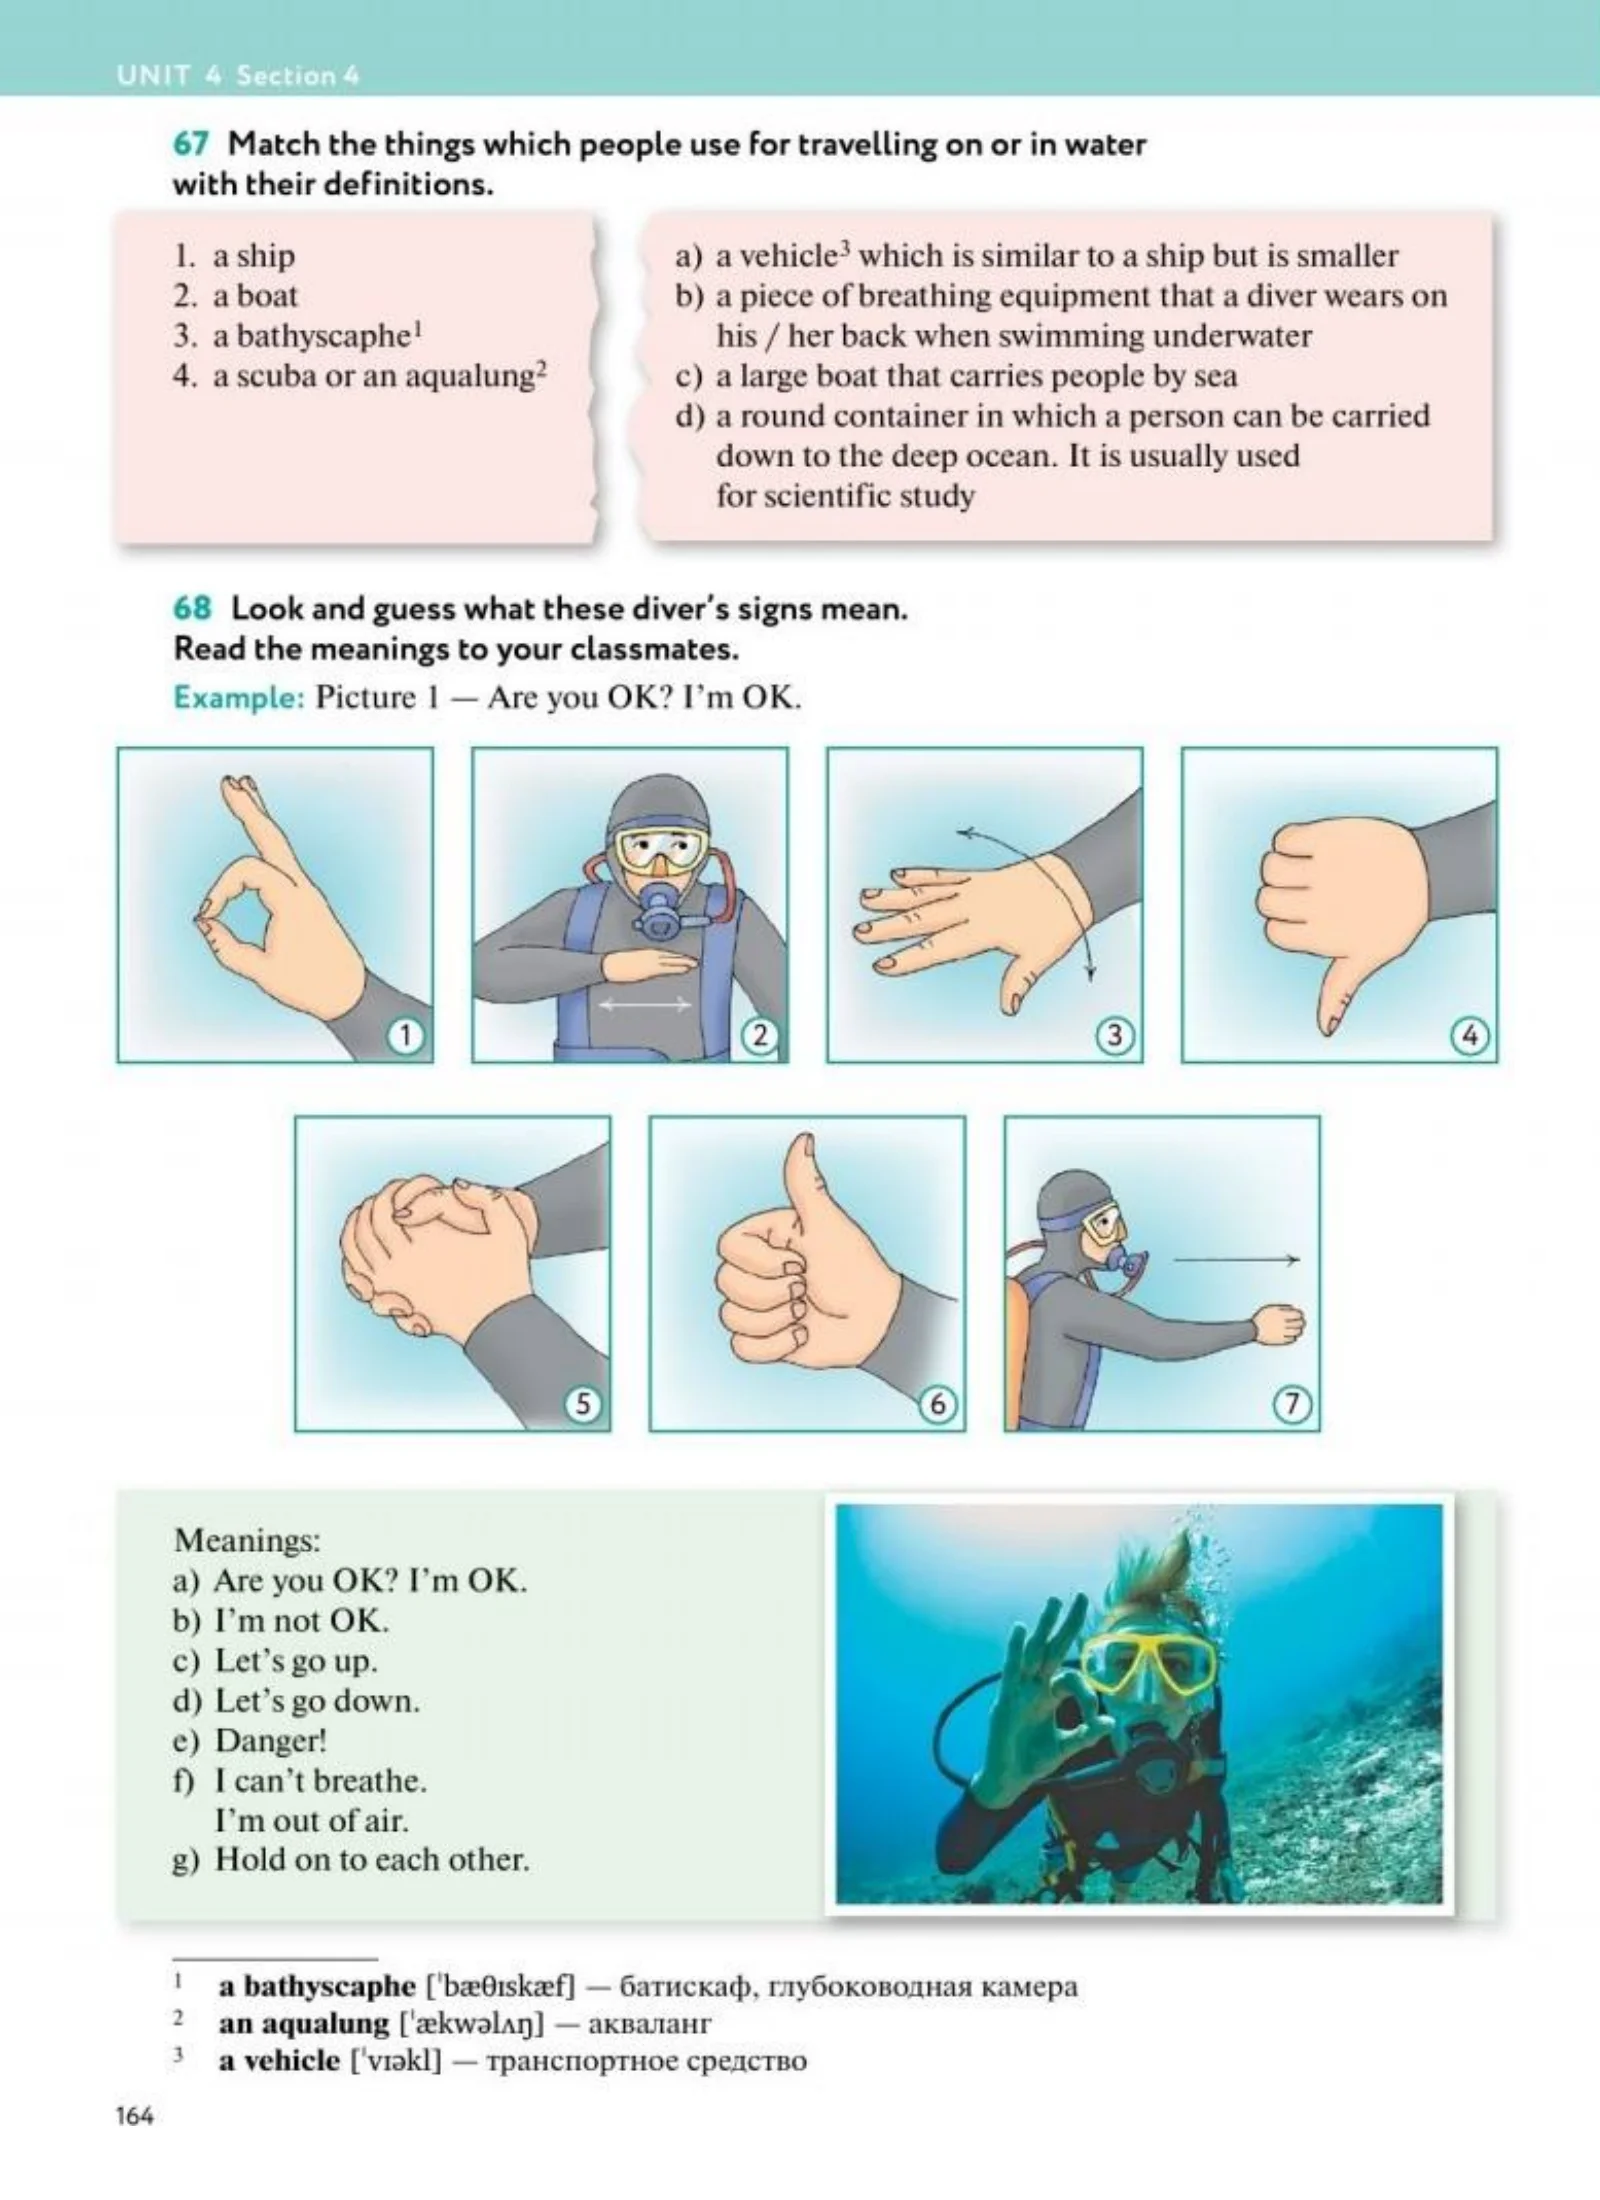 UNIT 4 Section 4
67 Match the things which people use for travelling on or in water
with their definitions.
1. a ship
2. a boat
3. a bathyscaphe¹
4. a scuba or an aqualung²
a) a vehicle³ which is similar to a ship but is smaller
b) a piece of breathing equipment that a diver wears on
his / her back when swimming underwater
c) a large boat that carries people by sea
d) a round container in which a person can be carried
down to the deep ocean. It is usually used
for scientific study
68 Look and guess what these diver's signs mean.
Read the meanings to your classmates.
Example: Picture 1 — Are you OK? I'm OK.
1
2
3
4
5
6
7
Meanings:
a) Are you OK? I'm OK.
b) I'm not OK.
c) Let's go up.
d) Let's go down.
e) Danger!
f) I can't breathe.
I'm out of air.
g) Hold on to each other.
1 a bathyscaphe [ˈbæθɪskæf] — батискаф, глубоководная камера
2 an aqualung [ˈækwəlʌŋ] — акваланг
3 a vehicle [ˈvɪəkl] — транспортное средство
164